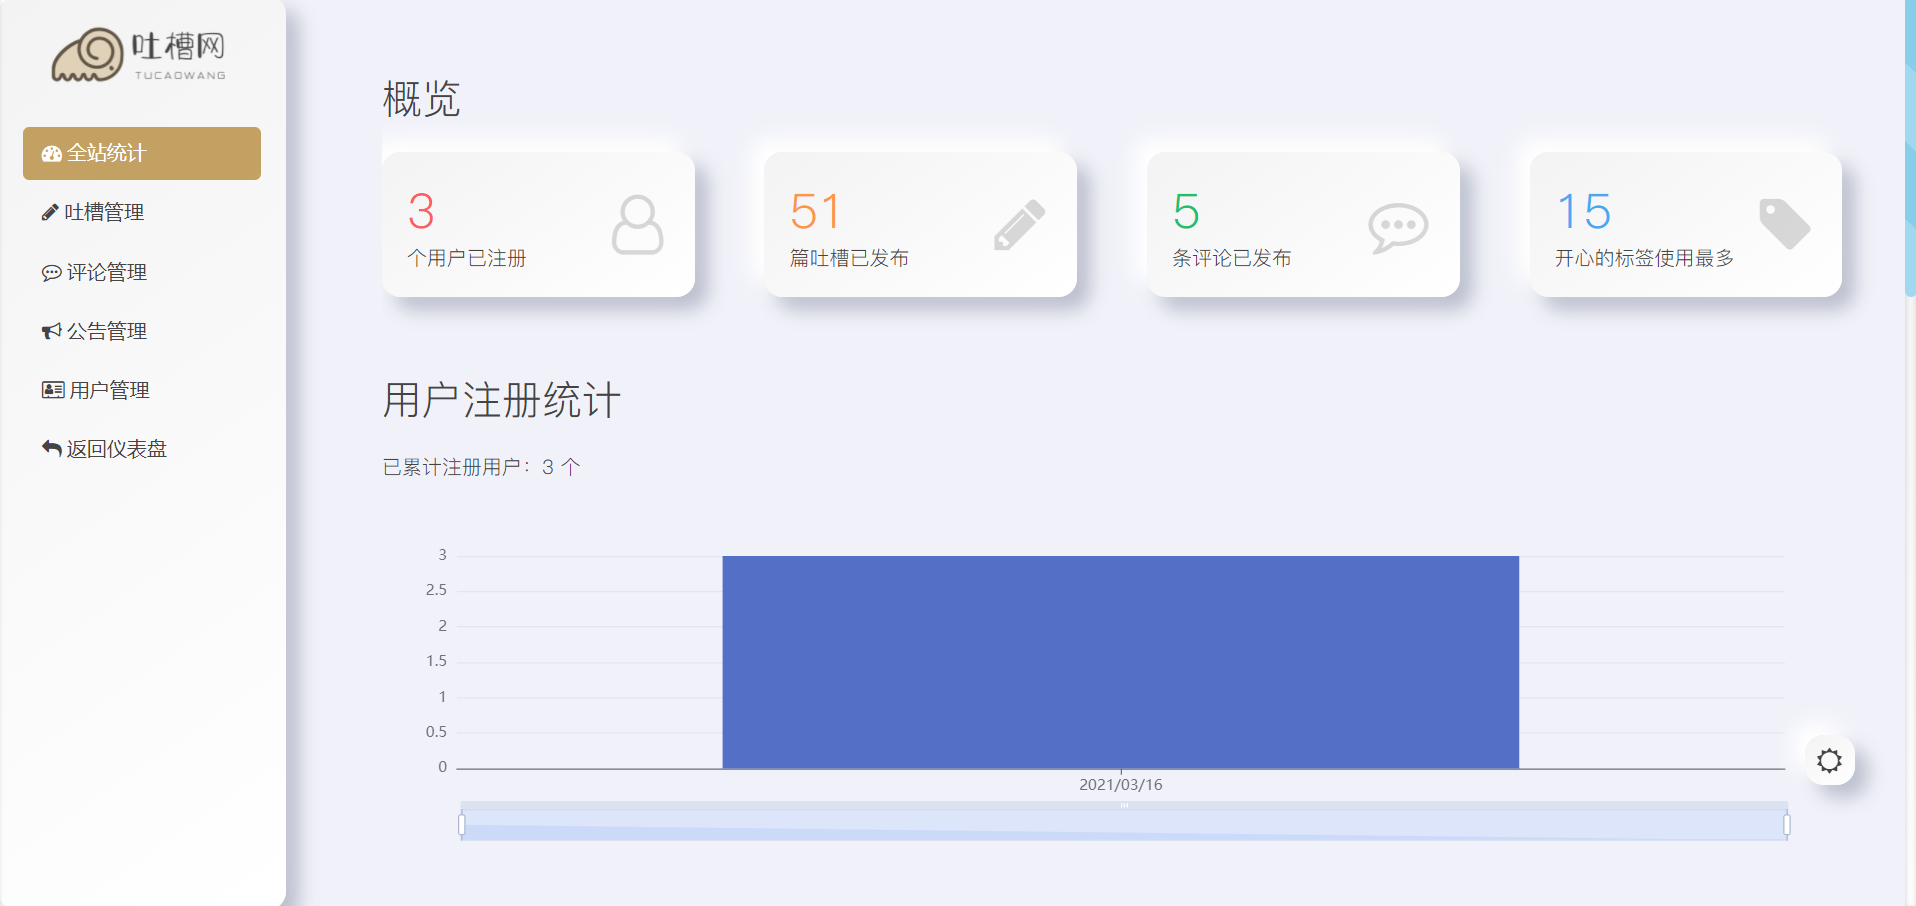 吐槽网
TUCAOWANG
全站统计
吐槽管理
评论管理
公告管理
用户管理
返回仪表盘
概览
3
个用户已注册
51
篇吐槽已发布
5
条评论已发布
15
开心的标签使用最多
用户注册统计
已累计注册用户：3 个
3
2.5
2
1.5
1
0.5
0
2021/03/16